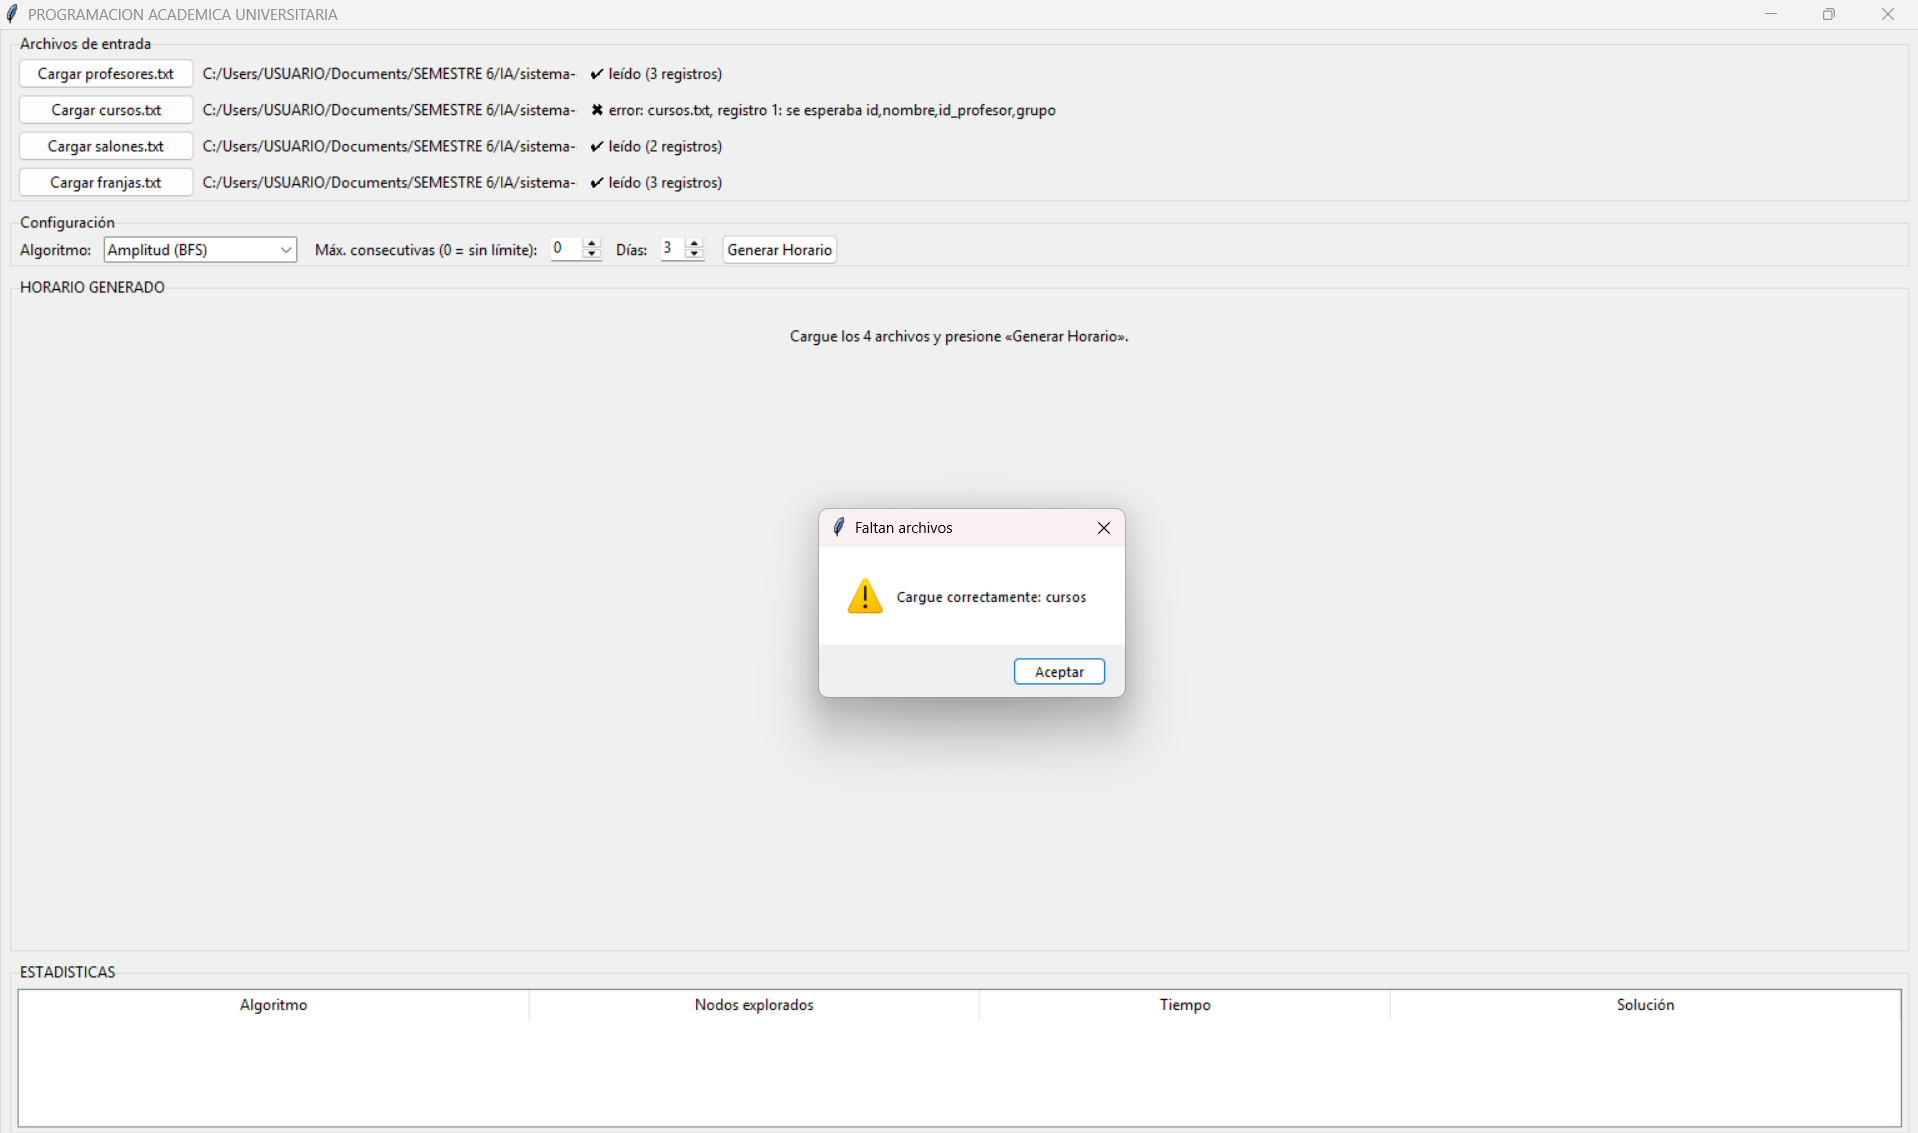 PROGRAMACION ACADEMICA UNIVERSITARIA
Archivos de entrada
Cargar profesores.txt C:/Users/USUARIO/Documents/SEMESTRE 6/IA/sistema- ✔ leído (3 registros)
Cargar cursos.txt C:/Users/USUARIO/Documents/SEMESTRE 6/IA/sistema- ✖ error: cursos.txt, registro 1: se esperaba id,nombre,id_profesor,grupo
Cargar salones.txt C:/Users/USUARIO/Documents/SEMESTRE 6/IA/sistema- ✔ leído (2 registros)
Cargar franjas.txt C:/Users/USUARIO/Documents/SEMESTRE 6/IA/sistema- ✔ leído (3 registros)
Configuración
Algoritmo: Amplitud (BFS) Máx. consecutivas (0 = sin límite): 0 Días: 3 Generar Horario
HORARIO GENERADO
Cargue los 4 archivos y presione «Generar Horario».
Faltan archivos
Cargue correctamente: cursos
Aceptar
ESTADISTICAS
Algoritmo Nodos explorados Tiempo Solución